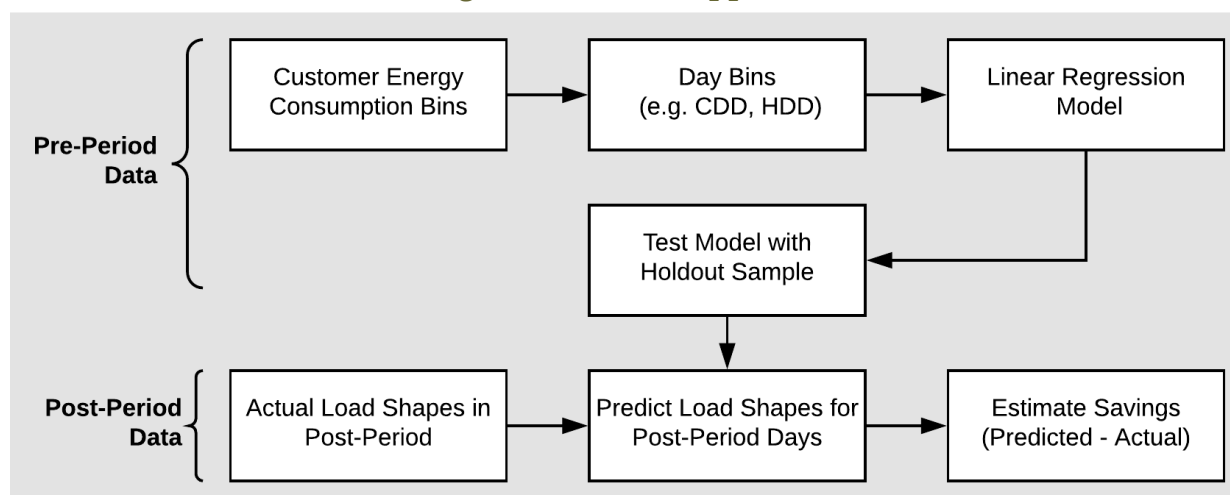 Customer Energy
Consumption Bins
Day Bins
(e.g. CDD, HDD)
Linear Regression
Model
Pre-Period
Data
Test Model with
Holdout Sample
Post-Period
Data
Actual Load Shapes in
Post-Period
Predict Load Shapes for
Post-Period Days
Estimate Savings
(Predicted - Actual)